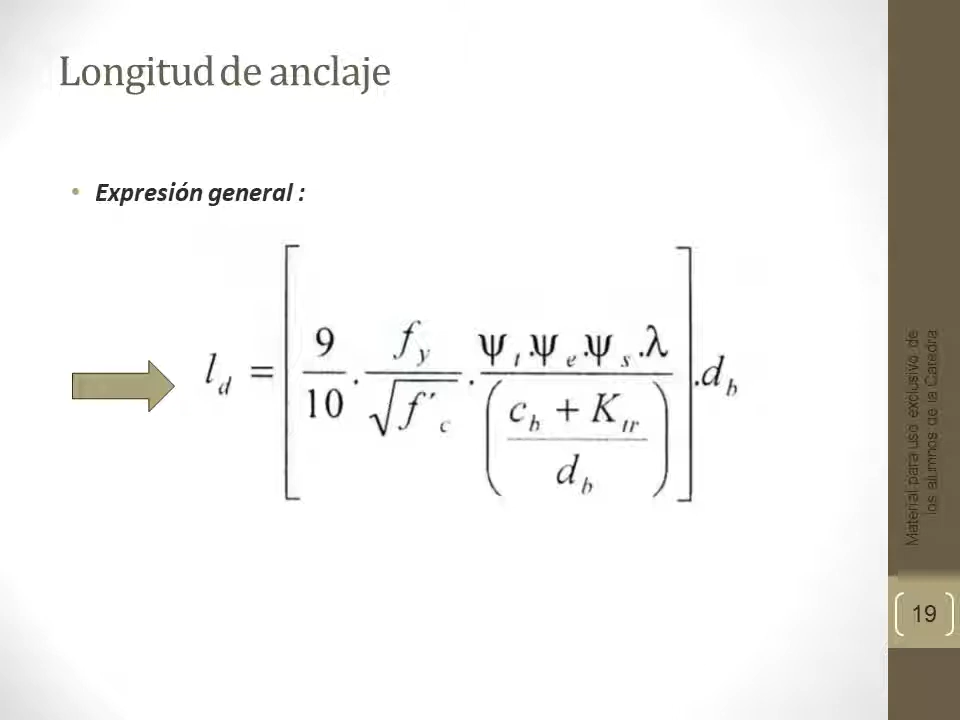 Longitud de anclaje
• Expresión general :
l_d = [ 9/10 . f_y/√f´_c . ψ_t.ψ_e.ψ_s.λ / ((c_b + K_tr)/d_b) ] .d_b
Material para uso exclusivo de
los alumnos de la Catedra
19